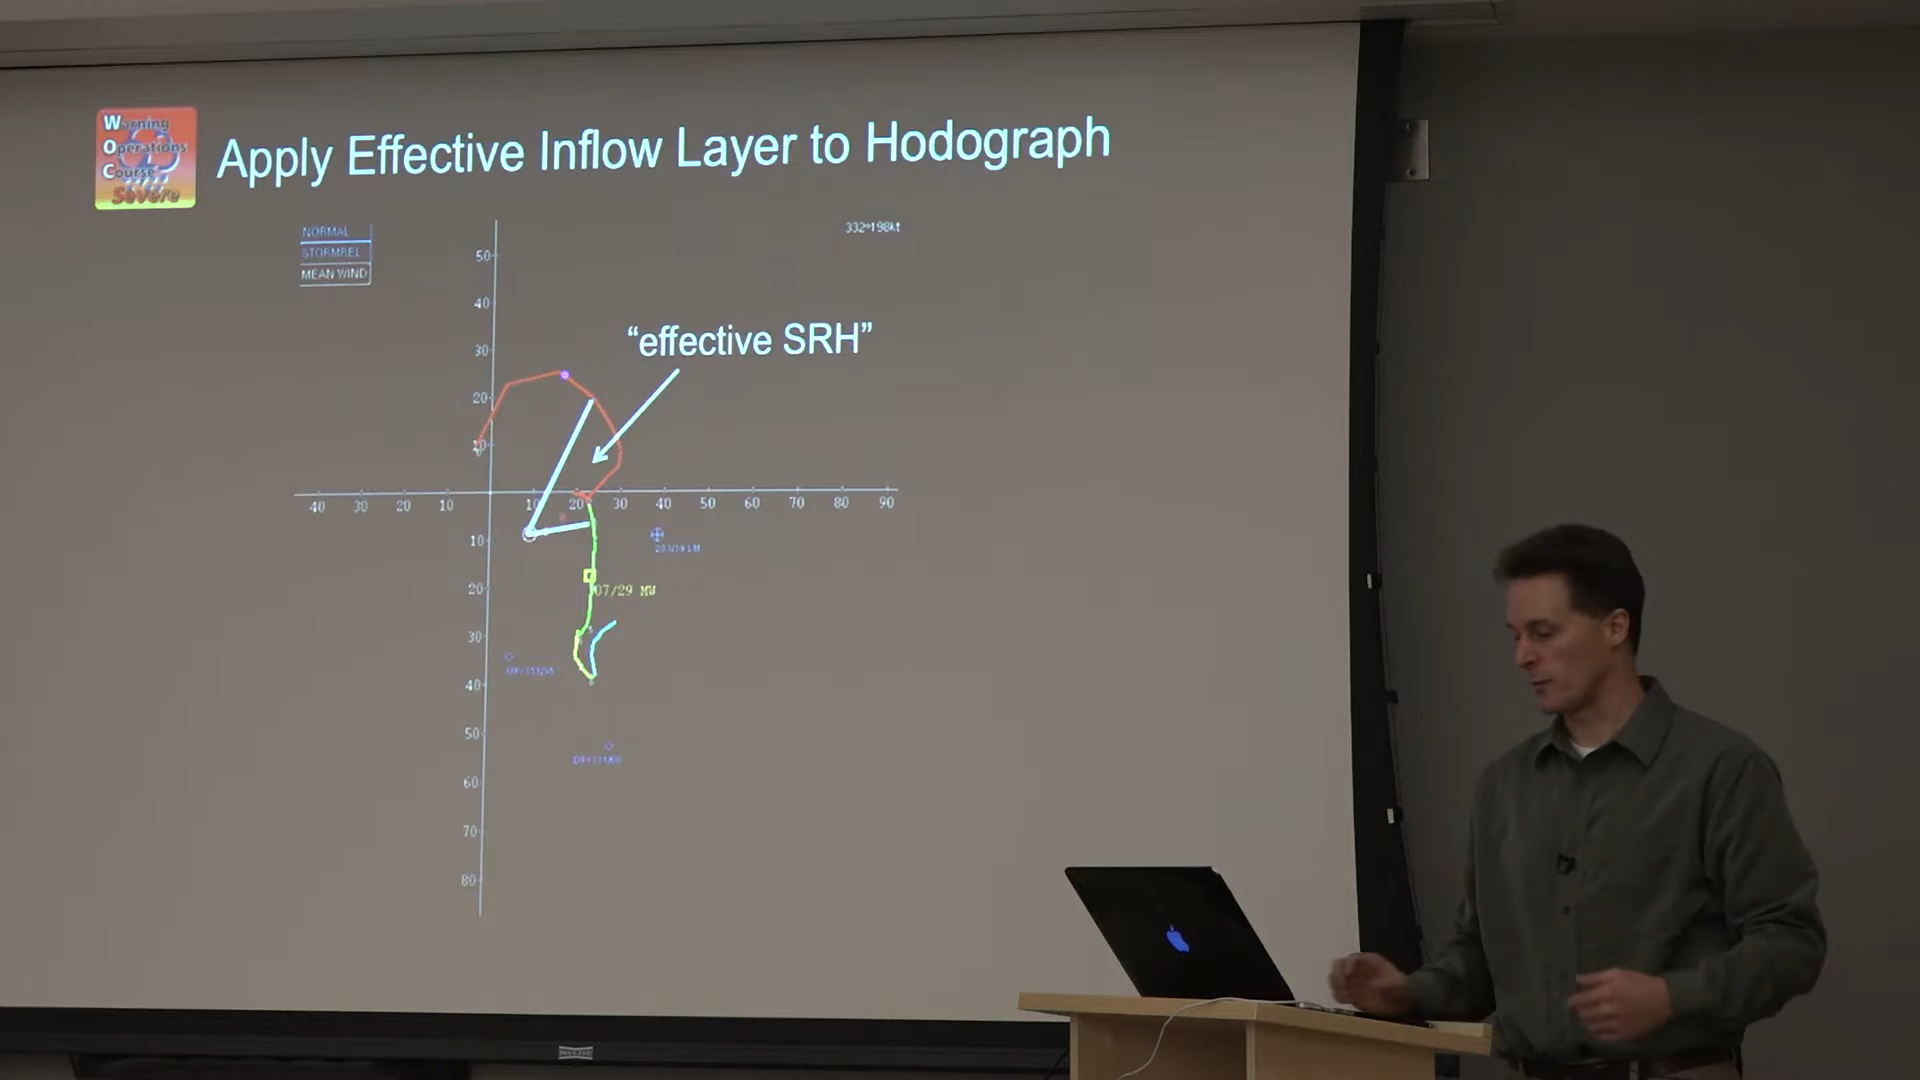 Warning
Operations
Course
Severe
Apply Effective Inflow Layer to Hodograph
NORMAL
STORMREL
MEAN WIND
50
40
30
20
10
"effective SRH"
40 30 20 10 10 20 30 40 50 60 70 80 90
10
20
30
40
50
60
70
80
07/29 MW